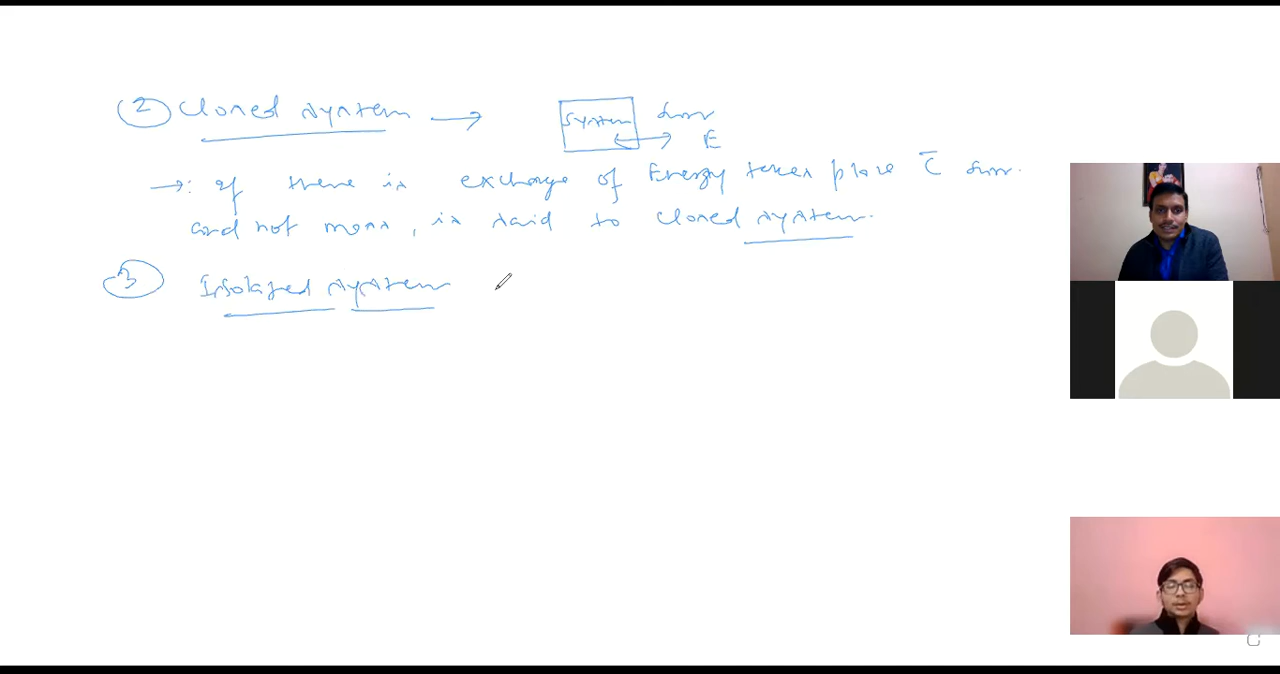 ② Closed system →
System surr
E
→: If there is exchange of Energy takes place c̄ surr.
and not mass, is said to closed system.
③ Isolated system